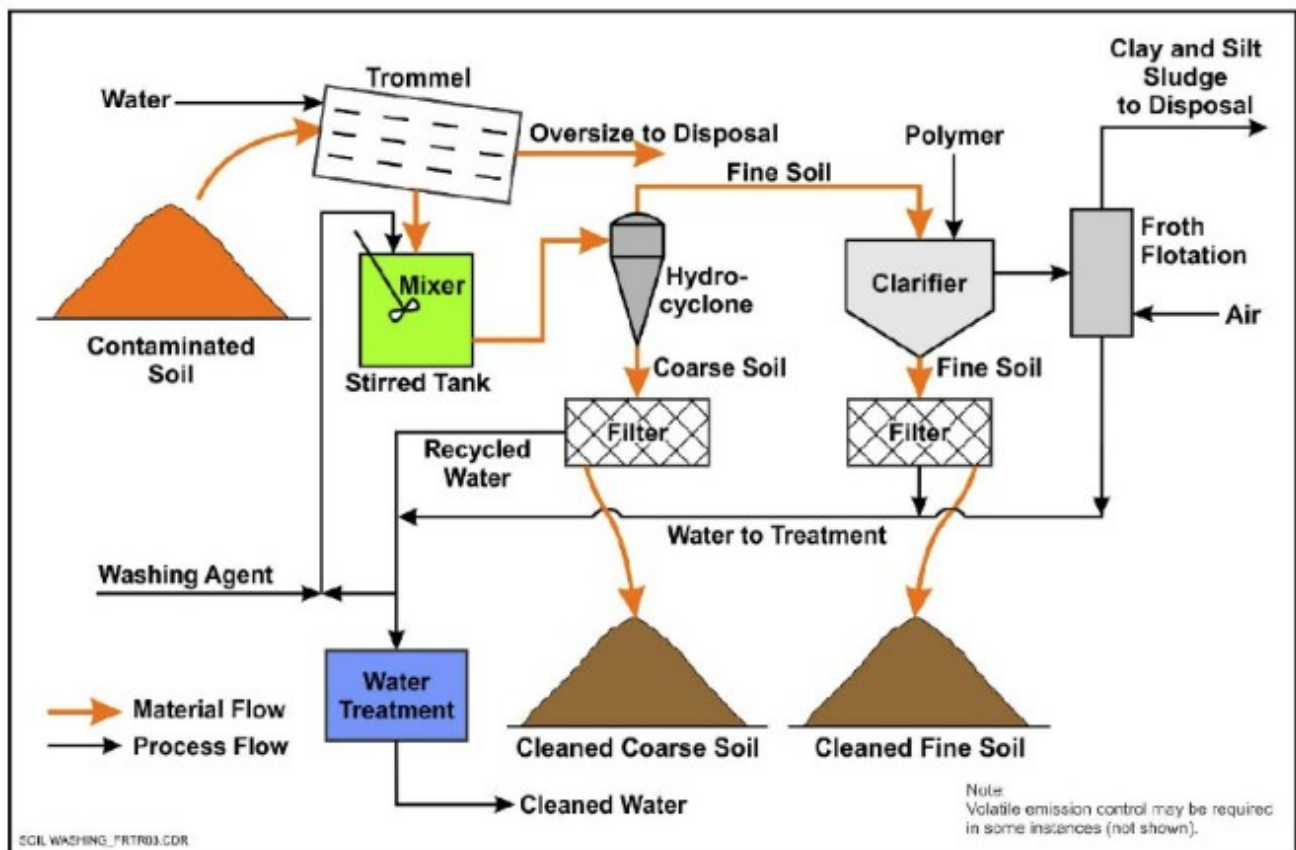 Clay and Silt
Sludge
to Disposal
Trommel
Water
Oversize to Disposal
Polymer
Fine Soil
Froth
Flotation
Mixer
Hydro-
cyclone
Clarifier
Air
Contaminated
Soil
Stirred Tank
Coarse Soil
Fine Soil
Filter
Filter
Recycled
Water
Water to Treatment
Washing Agent
Water
Treatment
Material Flow
Process Flow
Cleaned Coarse Soil
Cleaned Fine Soil
Cleaned Water
Note:
Volatile emission control may be required
in some instances (not shown).
SOIL WASHING_FRTR03.CDR